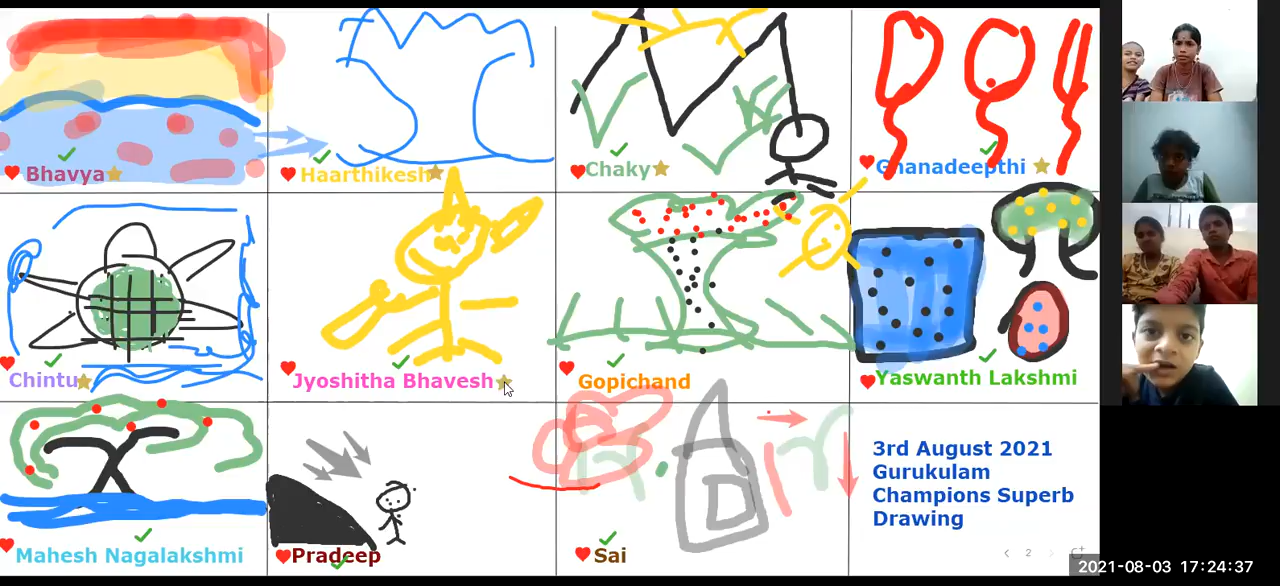 Bhavya
Haarthikesh
Chaky
Ghanadeepthi
Chintu
Jyoshitha Bhavesh
Gopichand
Yaswanth Lakshmi
Mahesh Nagalakshmi
Pradeep
Sai
3rd August 2021
Gurukulam
Champions Superb
Drawing
2
2021-08-03 17:24:37